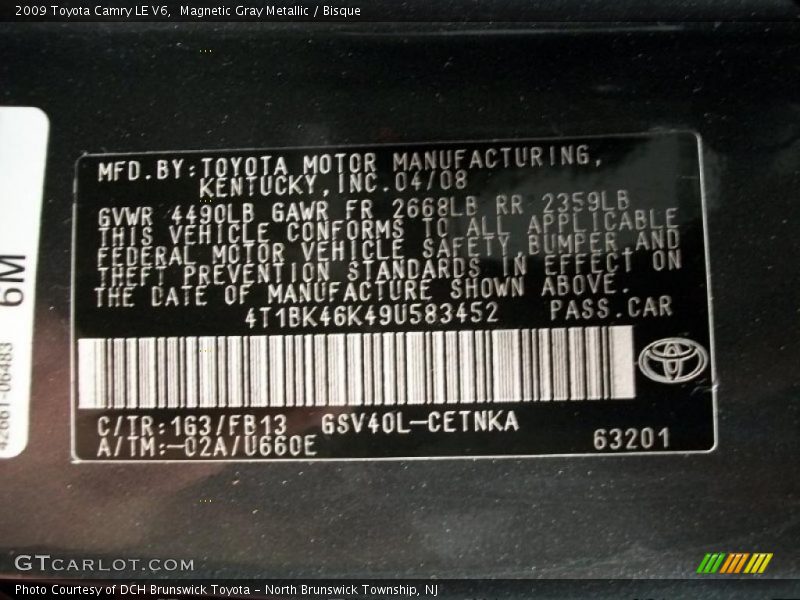 2009 Toyota Camry LE V6,  Magnetic Gray Metallic / Bisque
MFD.BY:TOYOTA MOTOR MANUFACTURING,
KENTUCKY,INC.04/08
GVWR 4490LB GAWR FR 2668LB RR 2359LB
THIS VEHICLE CONFORMS TO ALL APPLICABLE
FEDERAL MOTOR VEHICLE SAFETY,BUMPER AND
THEFT PREVENTION STANDARDS IN EFFECT ON
THE DATE OF MANUFACTURE SHOWN ABOVE.
4T1BK46K49U583452 PASS.CAR
C/TR:1G3/FB13 GSV40L-CETNKA
A/TM:-02A/U660E 63201
6M
42661-06483
GTCARLOT.COM
Photo Courtesy of DCH Brunswick Toyota - North Brunswick Township, NJ